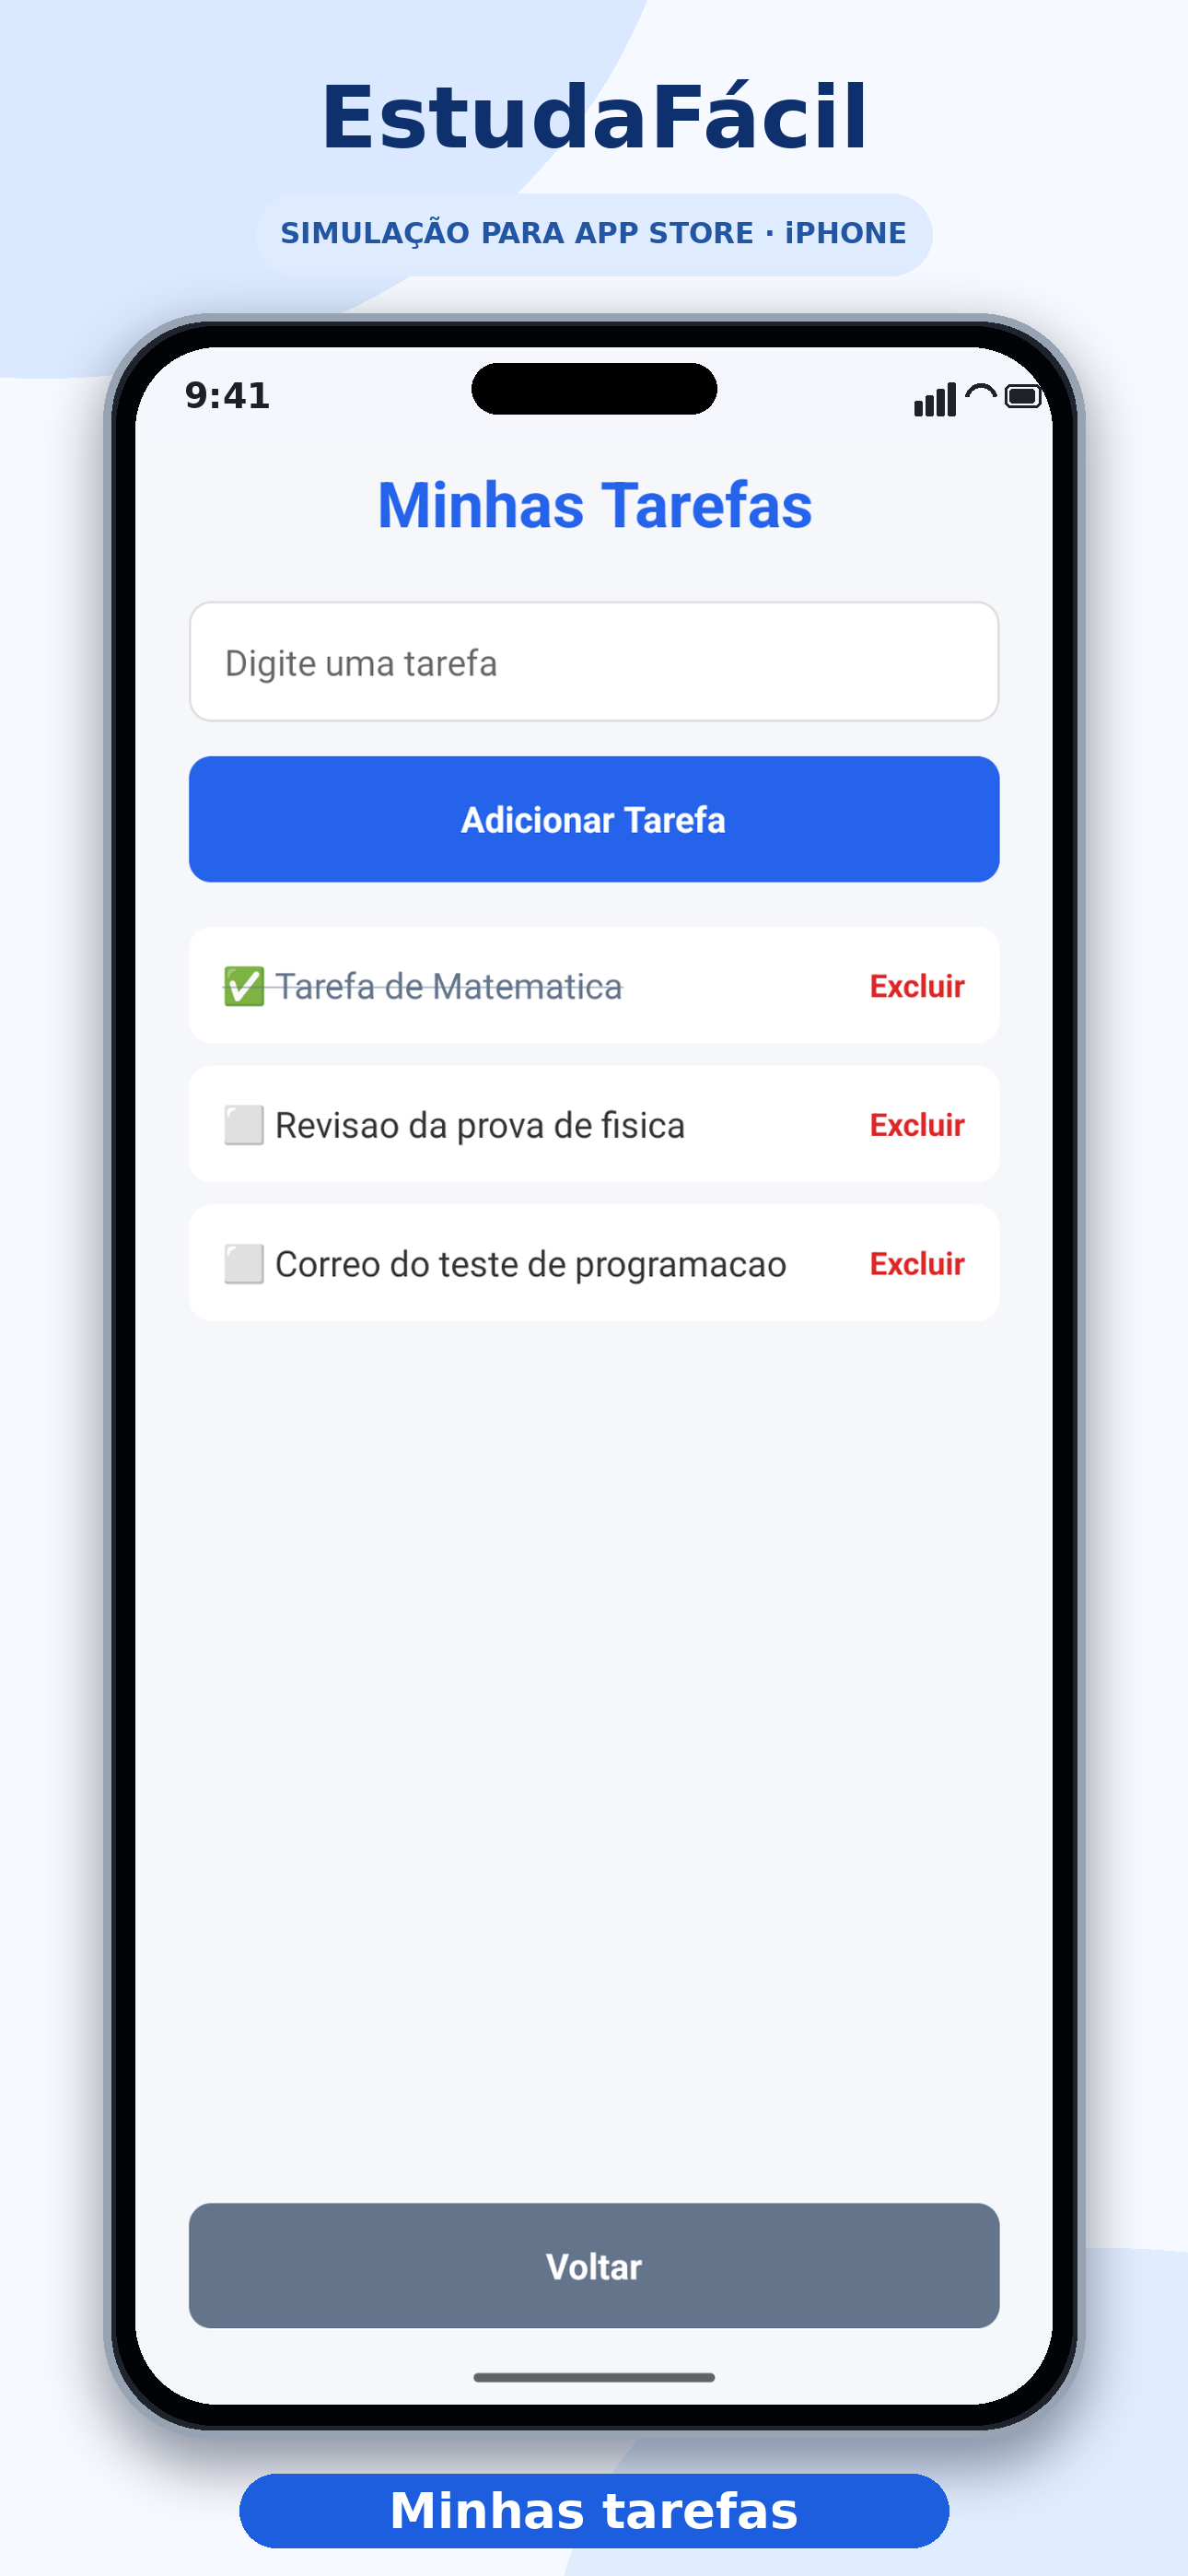 EstudaFácil
SIMULAÇÃO PARA APP STORE · iPHONE
9:41
Minhas Tarefas
Digite uma tarefa
Adicionar Tarefa
✅ Tarefa de Matematica Excluir
⬜ Revisao da prova de fisica Excluir
⬜ Correo do teste de programacao Excluir
Voltar
Minhas tarefas